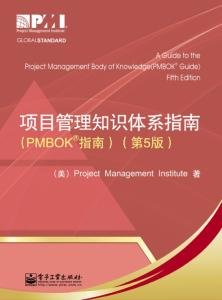 PMI
Project Management Institute
GLOBALSTANDARD
A Guide to the
Project Management Body of Knowledge(PMBOK® Guide)
Fifth Edition
项目管理知识体系指南
(PMBOK®指南)(第5版)
(美) Project Management Institute 著
电子工业出版社